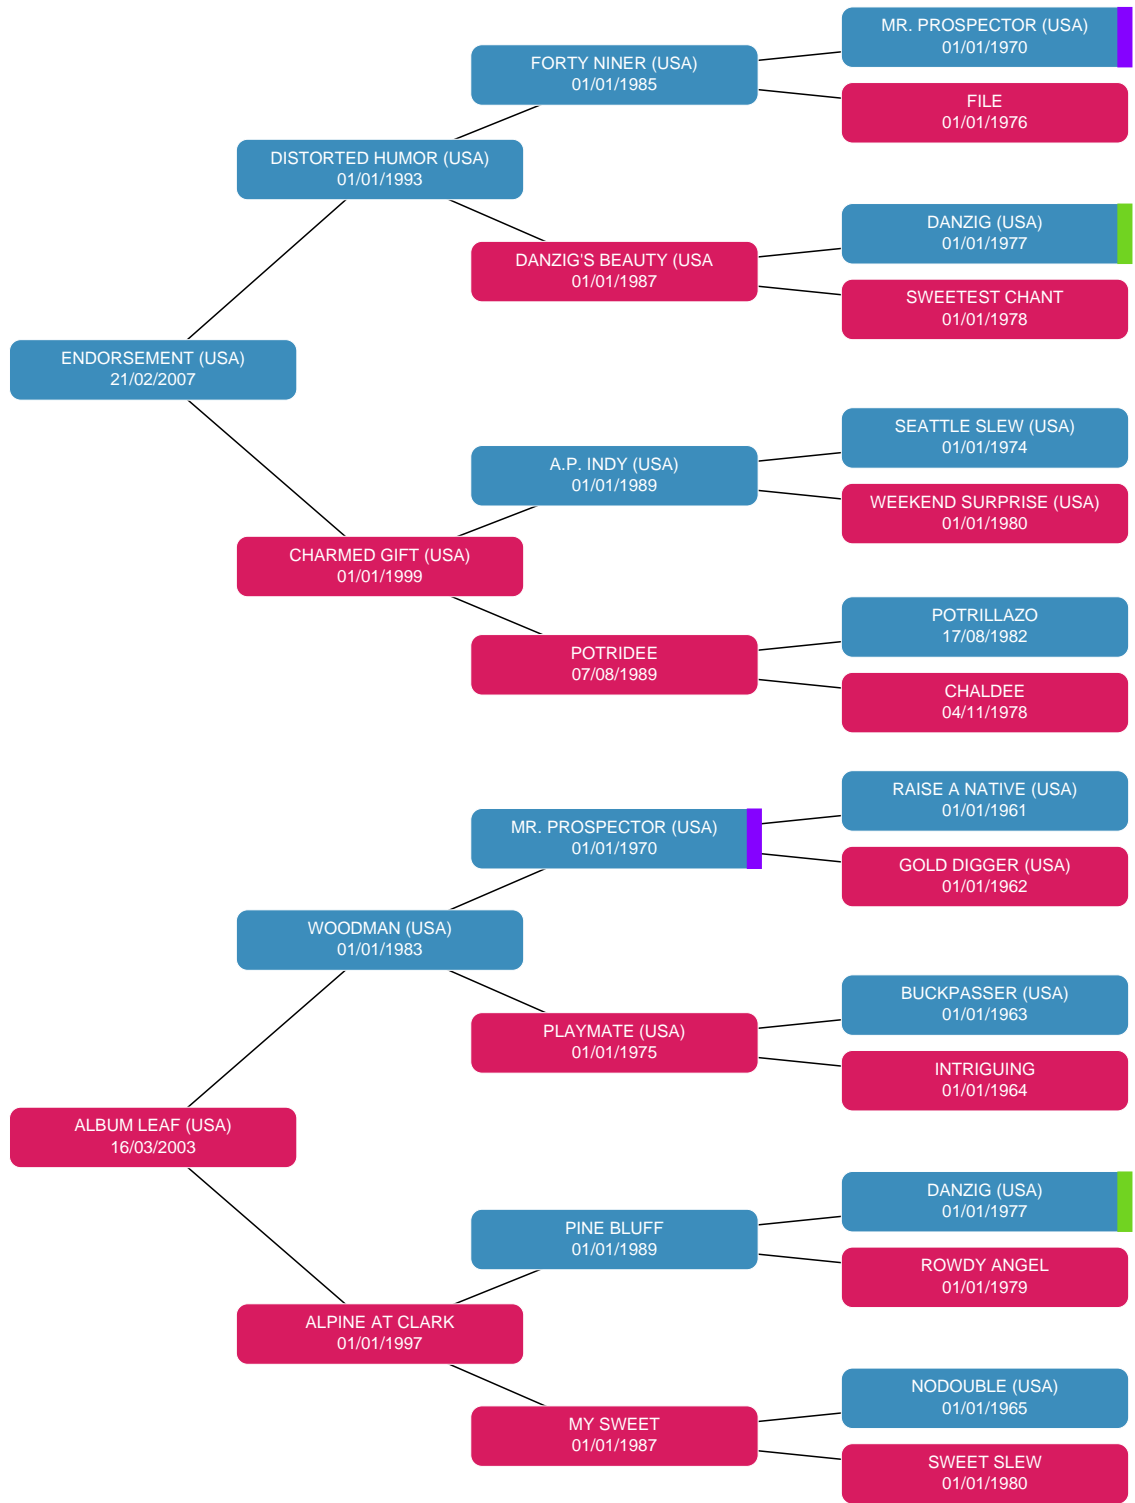 MR. PROSPECTOR (USA)
01/01/1970
FORTY NINER (USA)
01/01/1985
FILE
01/01/1976
DISTORTED HUMOR (USA)
01/01/1993
DANZIG (USA)
01/01/1977
DANZIG'S BEAUTY (USA
01/01/1987
SWEETEST CHANT
01/01/1978
ENDORSEMENT (USA)
21/02/2007
SEATTLE SLEW (USA)
01/01/1974
A.P. INDY (USA)
01/01/1989
WEEKEND SURPRISE (USA)
01/01/1980
CHARMED GIFT (USA)
01/01/1999
POTRILLAZO
17/08/1982
POTRIDEE
07/08/1989
CHALDEE
04/11/1978
RAISE A NATIVE (USA)
01/01/1961
MR. PROSPECTOR (USA)
01/01/1970
GOLD DIGGER (USA)
01/01/1962
WOODMAN (USA)
01/01/1983
BUCKPASSER (USA)
01/01/1963
PLAYMATE (USA)
01/01/1975
INTRIGUING
01/01/1964
ALBUM LEAF (USA)
16/03/2003
DANZIG (USA)
01/01/1977
PINE BLUFF
01/01/1989
ROWDY ANGEL
01/01/1979
ALPINE AT CLARK
01/01/1997
NODOUBLE (USA)
01/01/1965
MY SWEET
01/01/1987
SWEET SLEW
01/01/1980